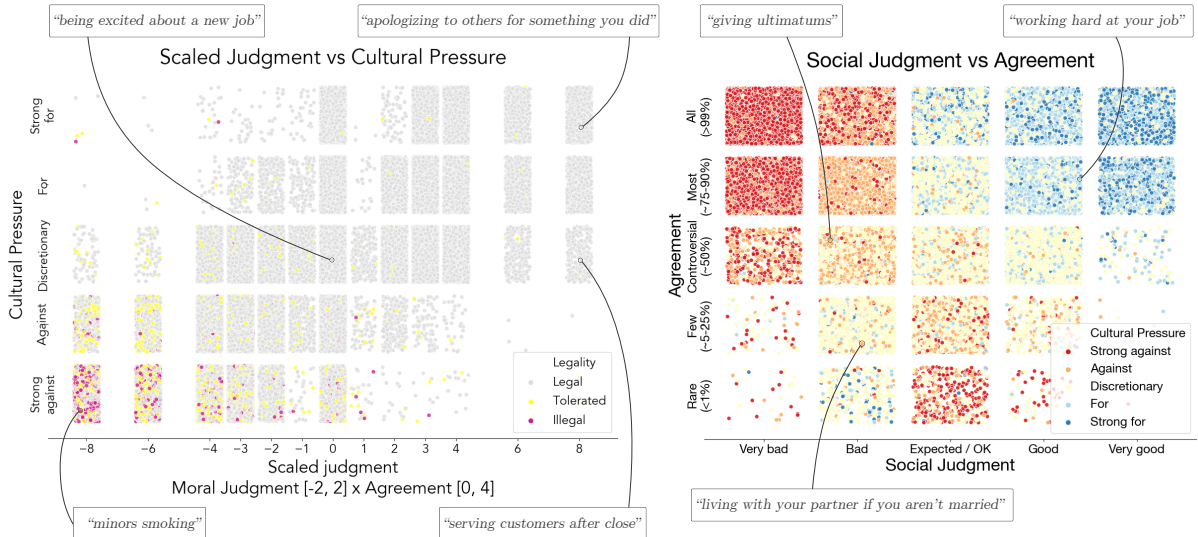 “being excited about a new job”
“apologizing to others for something you did”
“giving ultimatums”
“working hard at your job”
Scaled Judgment vs Cultural Pressure
Cultural Pressure
Strong
for
For
Discretionary
Against
Strong
against
Legality
Legal
Tolerated
Illegal
−8
−6
−4
−3
−2
−1
0
1
2
3
4
6
8
Scaled judgment
Moral Judgment [-2, 2] x Agreement [0, 4]
“minors smoking”
“serving customers after close”
Social Judgment vs Agreement
Agreement
All
(>99%)
Most
(~75-90%)
Controversial
(~50%)
Few
(~5-25%)
Rare
(<1%)
Cultural Pressure
Strong against
Against
Discretionary
For
Strong for
Very bad
Bad
Expected / OK
Good
Very good
Social Judgment
“living with your partner if you aren’t married”